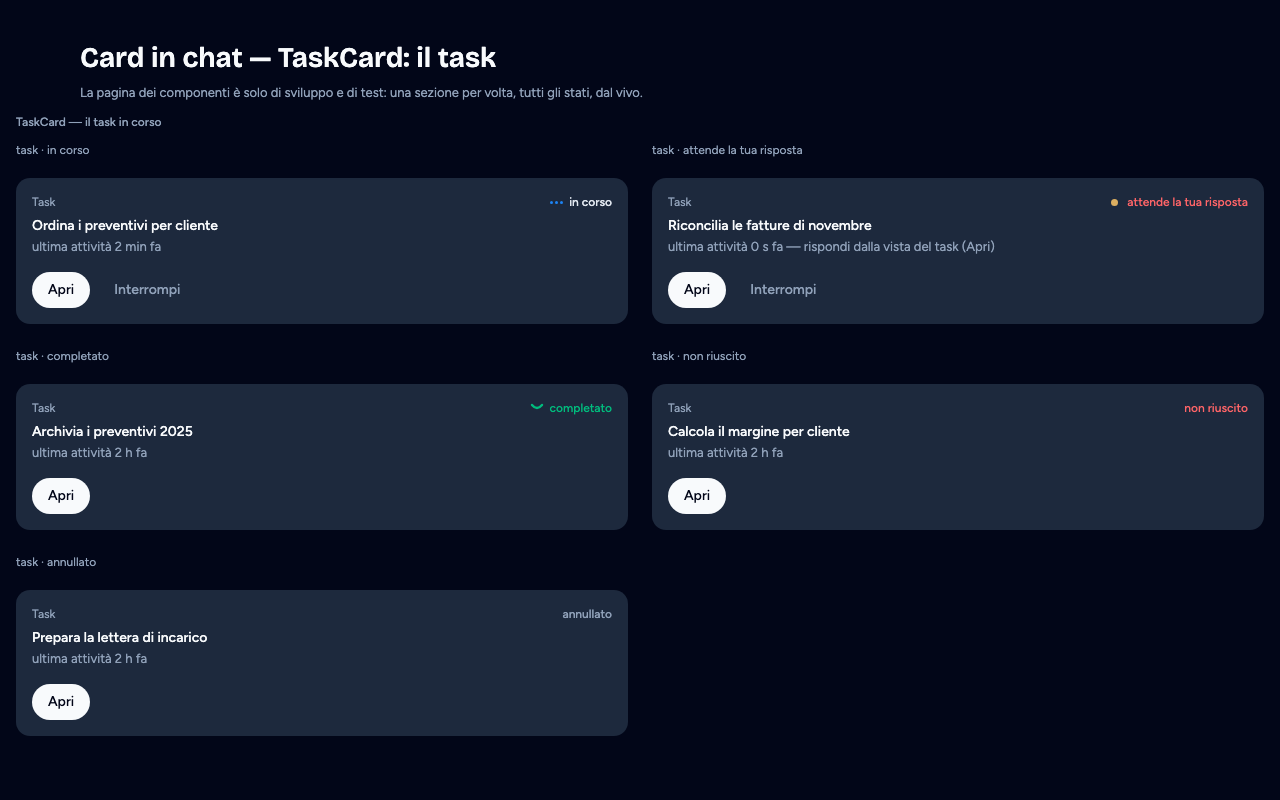 Card in chat — TaskCard: il task
La pagina dei componenti è solo di sviluppo e di test: una sezione per volta, tutti gli stati, dal vivo.
TaskCard — il task in corso
task · in corso
Task
in corso
Ordina i preventivi per cliente
ultima attività 2 min fa
Apri
Interrompi
task · attende la tua risposta
Task
attende la tua risposta
Riconcilia le fatture di novembre
ultima attività 0 s fa — rispondi dalla vista del task (Apri)
Apri
Interrompi
task · completato
Task
completato
Archivia i preventivi 2025
ultima attività 2 h fa
Apri
task · non riuscito
Task
non riuscito
Calcola il margine per cliente
ultima attività 2 h fa
Apri
task · annullato
Task
annullato
Prepara la lettera di incarico
ultima attività 2 h fa
Apri